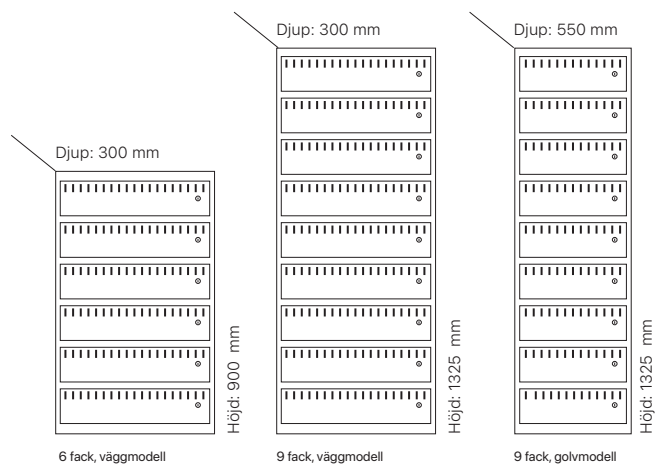 Djup: 300 mm
Djup: 550 mm
Djup: 300 mm
Höjd: 900 mm
Höjd: 1325 mm
Höjd: 1325 mm
6 fack, väggmodell
9 fack, väggmodell
9 fack, golvmodell